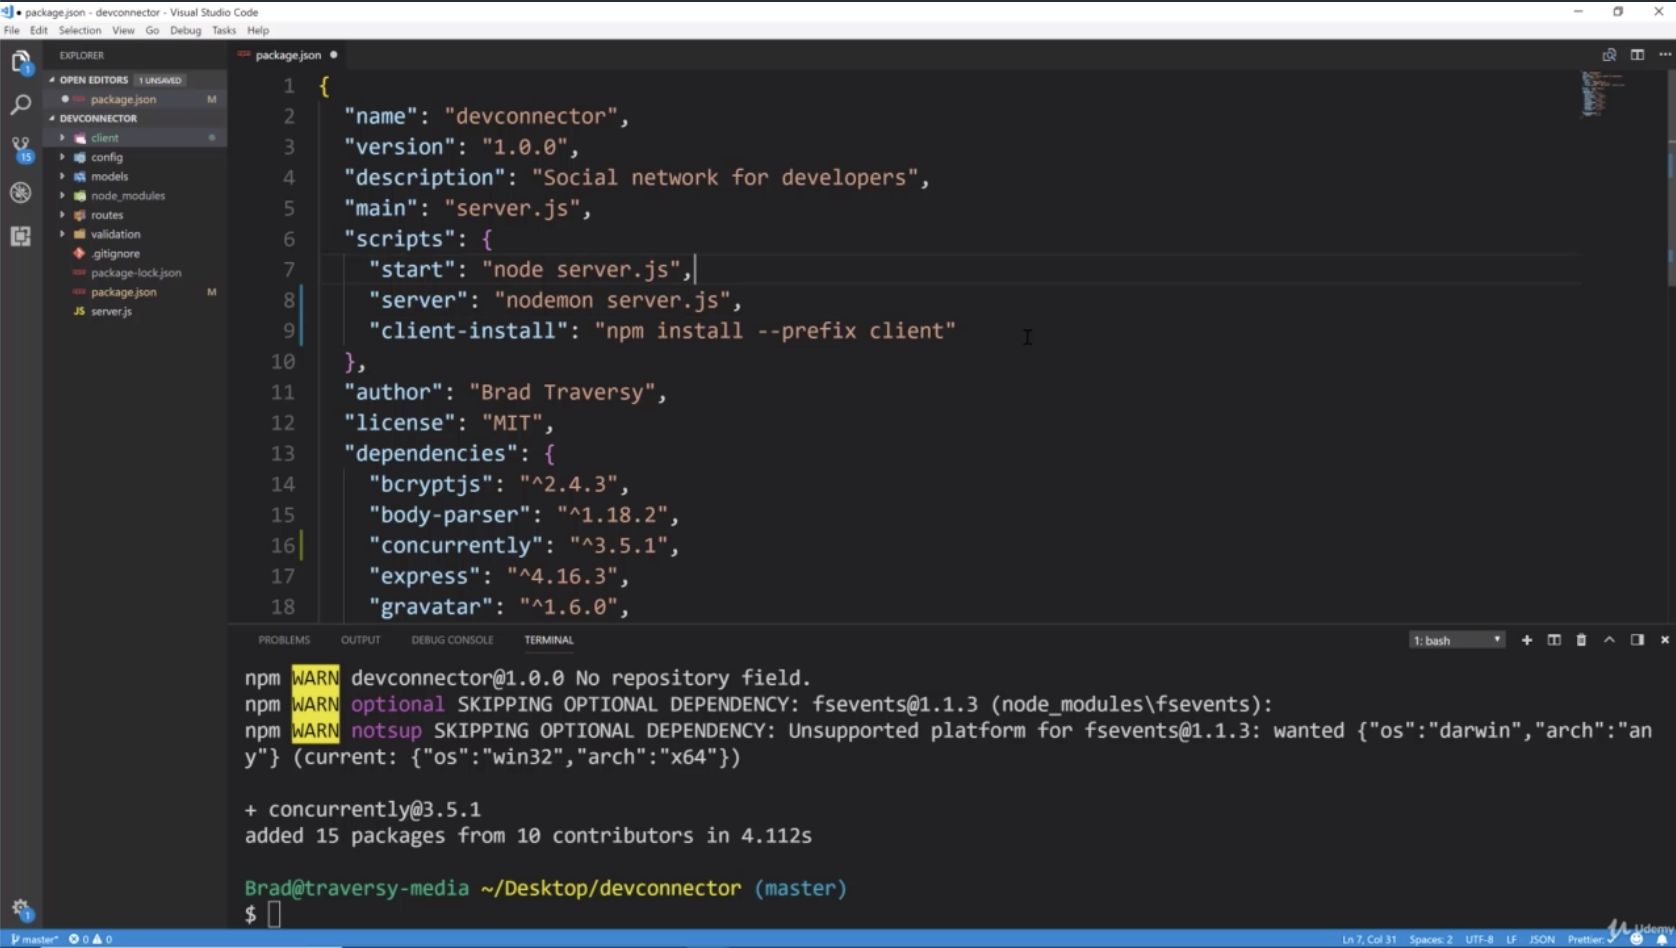 package.json - devconnector - Visual Studio Code
File Edit Selection View Go Debug Tasks Help
EXPLORER
OPEN EDITORS 1 UNSAVED
package.json M
DEVCONNECTOR
client
config
models
node_modules
routes
validation
.gitignore
package-lock.json
package.json M
JS server.js
1
15
1
package.json
1 {
2 "name": "devconnector",
3 "version": "1.0.0",
4 "description": "Social network for developers",
5 "main": "server.js",
6 "scripts": {
7 "start": "node server.js",
8 "server": "nodemon server.js",
9 "client-install": "npm install --prefix client"
10 },
11 "author": "Brad Traversy",
12 "license": "MIT",
13 "dependencies": {
14 "bcryptjs": "^2.4.3",
15 "body-parser": "^1.18.2",
16 "concurrently": "^3.5.1",
17 "express": "^4.16.3",
18 "gravatar": "^1.6.0",
PROBLEMS OUTPUT DEBUG CONSOLE TERMINAL 1: bash
npm WARN devconnector@1.0.0 No repository field.
npm WARN optional SKIPPING OPTIONAL DEPENDENCY: fsevents@1.1.3 (node_modules\fsevents):
npm WARN notsup SKIPPING OPTIONAL DEPENDENCY: Unsupported platform for fsevents@1.1.3: wanted {"os":"darwin","arch":"an
y"} (current: {"os":"win32","arch":"x64"})
+ concurrently@3.5.1
added 15 packages from 10 contributors in 4.112s
Brad@traversy-media ~/Desktop/devconnector (master)
$
master* 0 0 Ln 7, Col 31 Spaces: 2 UTF-8 LF JSON Prettier: ✓
Udemy